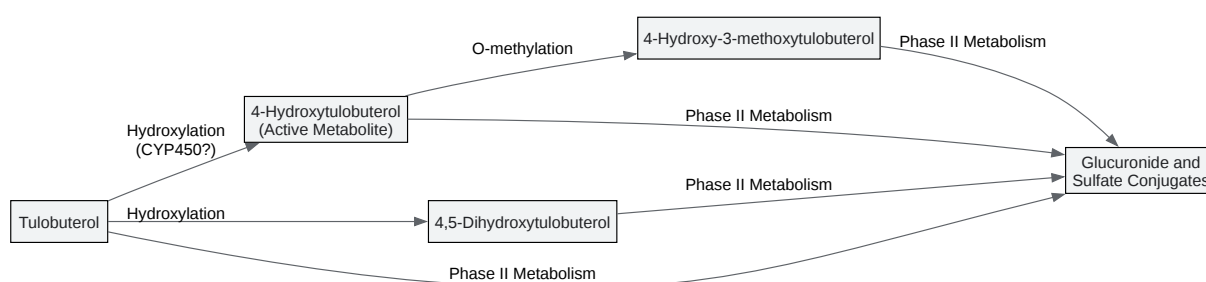 4-Hydroxy-3-methoxytulobuterol
Phase II Metabolism
O-methylation
4-Hydroxytulobuterol
(Active Metabolite)
Phase II Metabolism
Hydroxylation
(CYP450?)
Glucuronide and
Sulfate Conjugates
Phase II Metabolism
Tulobuterol
Hydroxylation
4,5-Dihydroxytulobuterol
Phase II Metabolism